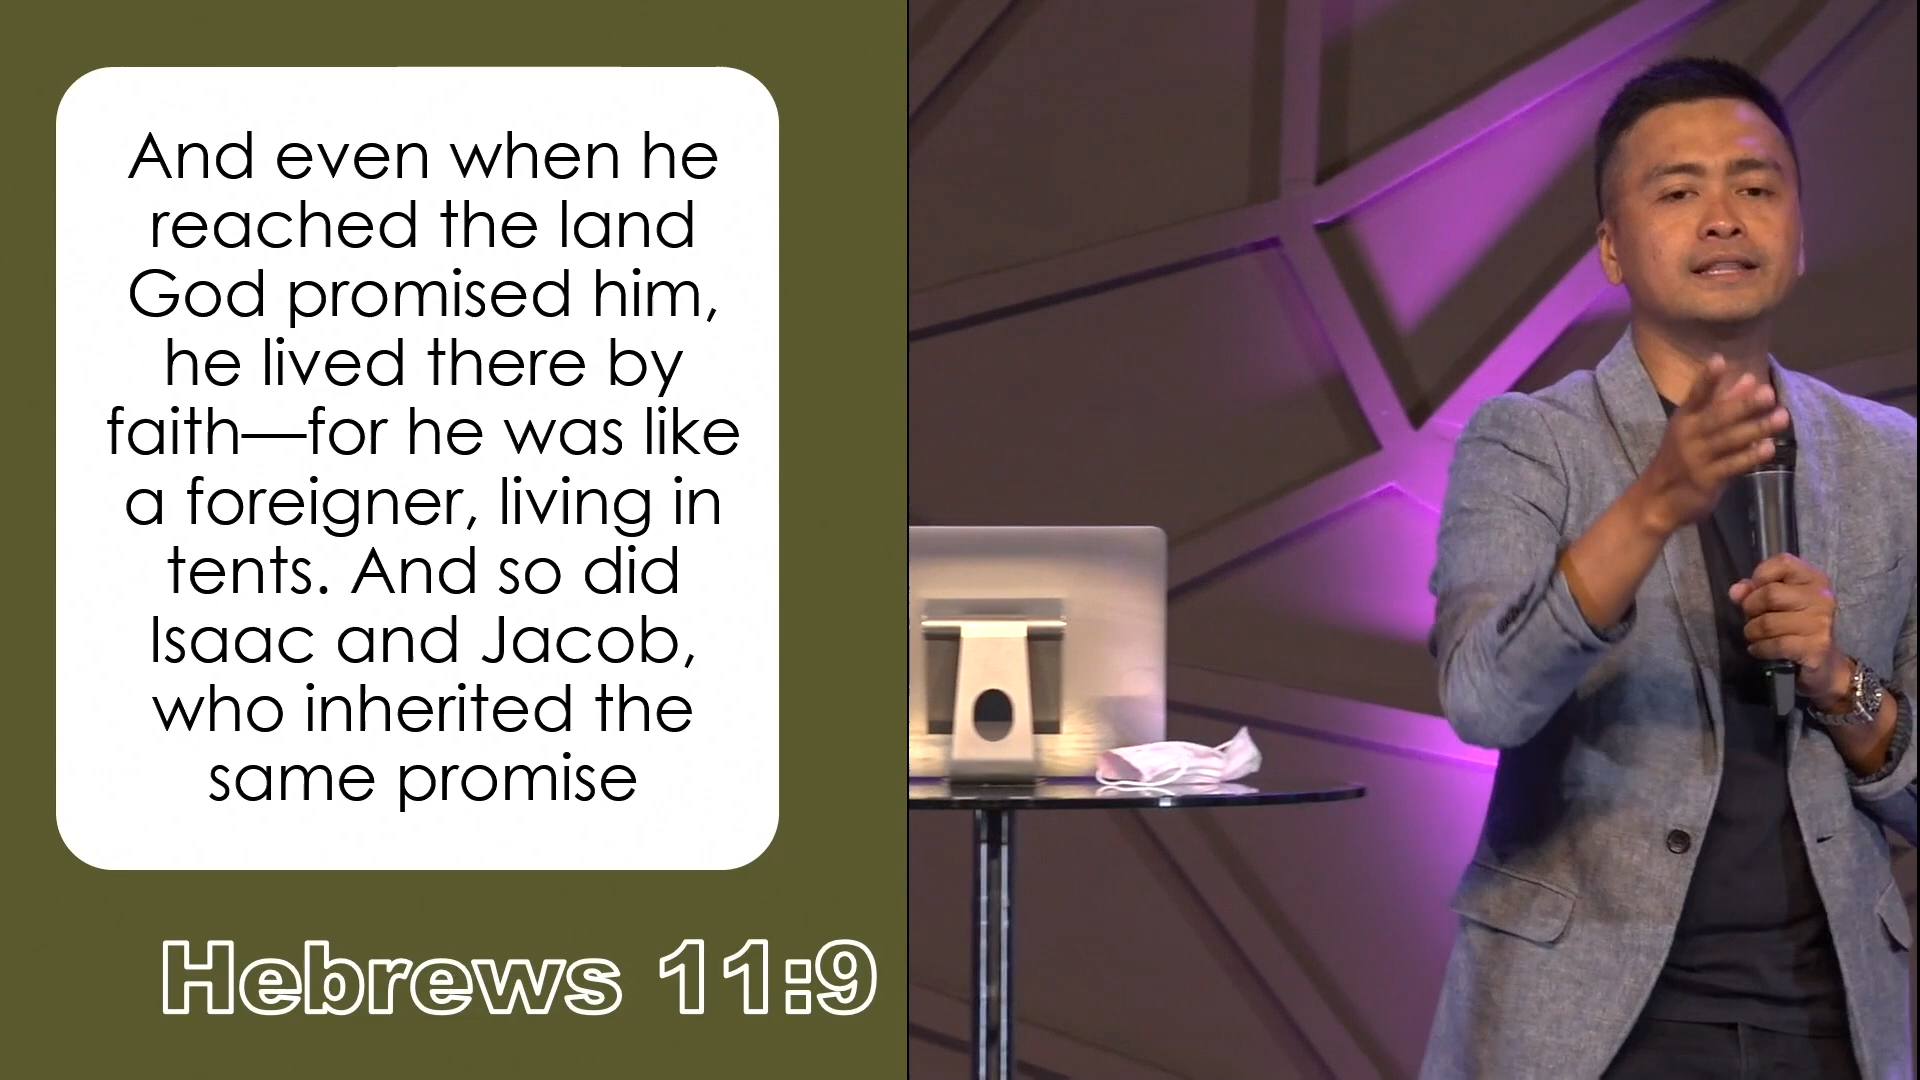 And even when he
reached the land
God promised him,
he lived there by
faith—for he was like
a foreigner, living in
tents. And so did
Isaac and Jacob,
who inherited the
same promise
Hebrews 11:9